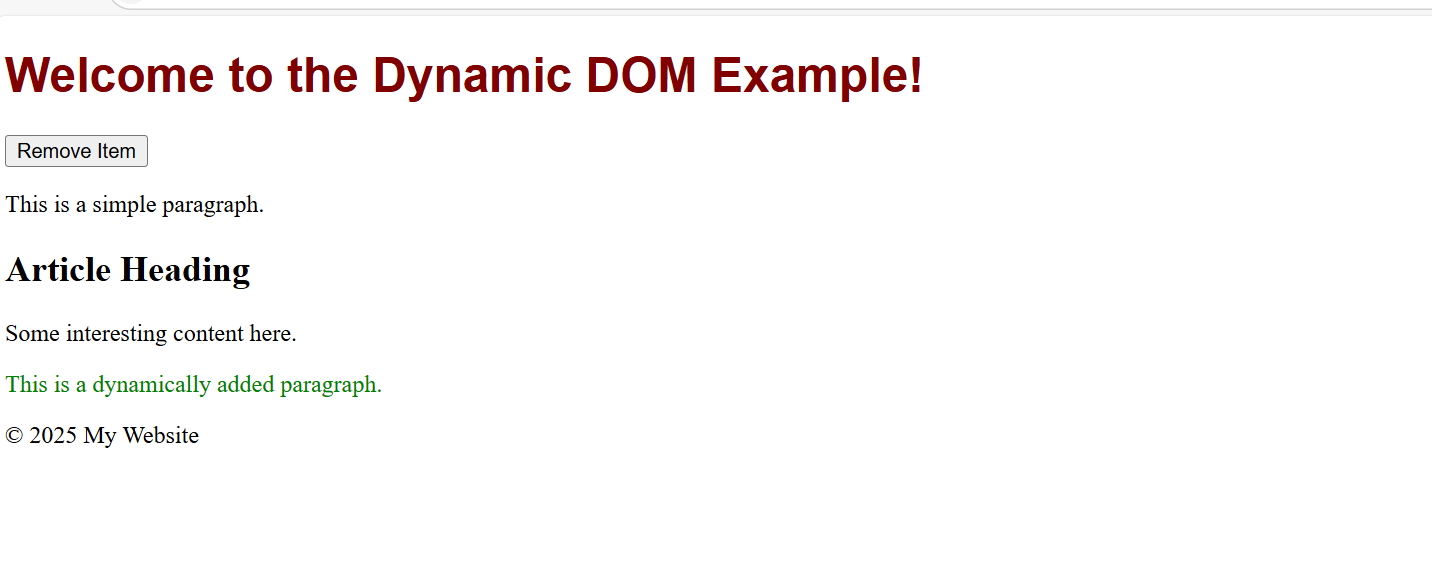 Welcome to the Dynamic DOM Example!
Remove Item
This is a simple paragraph.
Article Heading
Some interesting content here.
This is a dynamically added paragraph.
© 2025 My Website